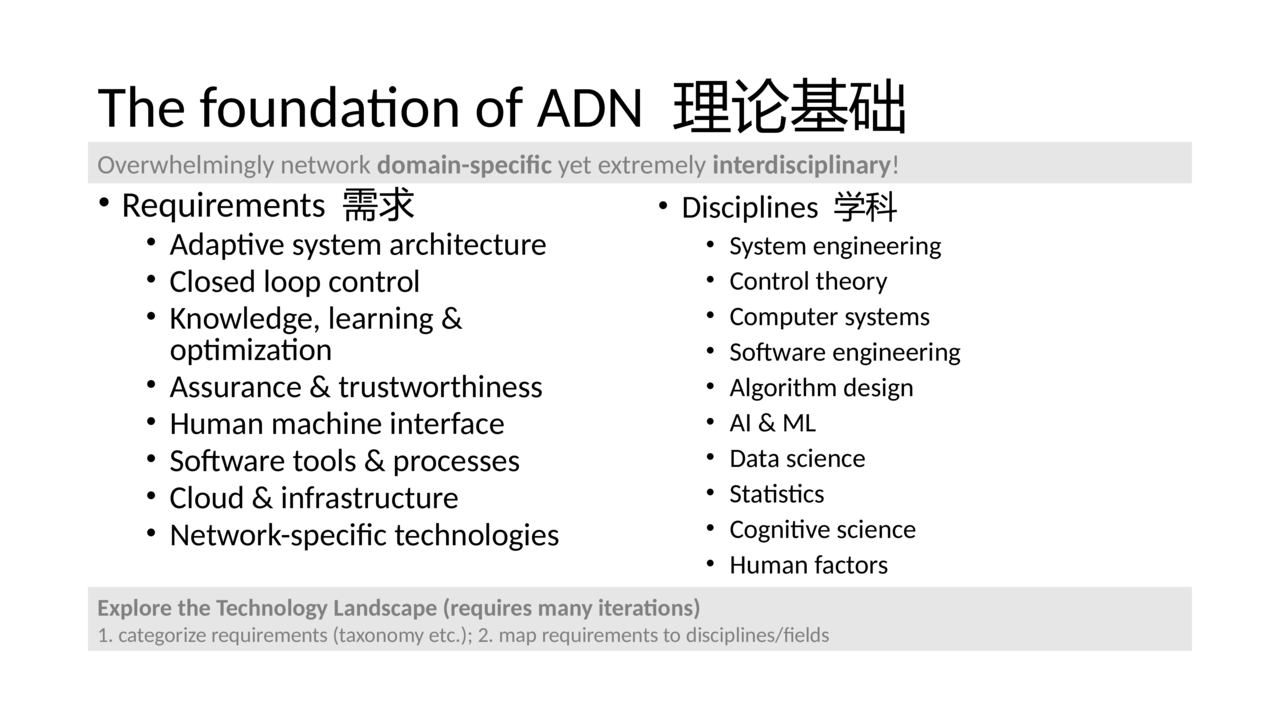 The foundation of ADN 理论基础
Overwhelmingly network domain-specific yet extremely interdisciplinary!
• Requirements 需求
• Adaptive system architecture
• Closed loop control
• Knowledge, learning &
optimization
• Assurance & trustworthiness
• Human machine interface
• Software tools & processes
• Cloud & infrastructure
• Network-specific technologies
• Disciplines 学科
• System engineering
• Control theory
• Computer systems
• Software engineering
• Algorithm design
• AI & ML
• Data science
• Statistics
• Cognitive science
• Human factors
Explore the Technology Landscape (requires many iterations)
1. categorize requirements (taxonomy etc.); 2. map requirements to disciplines/fields